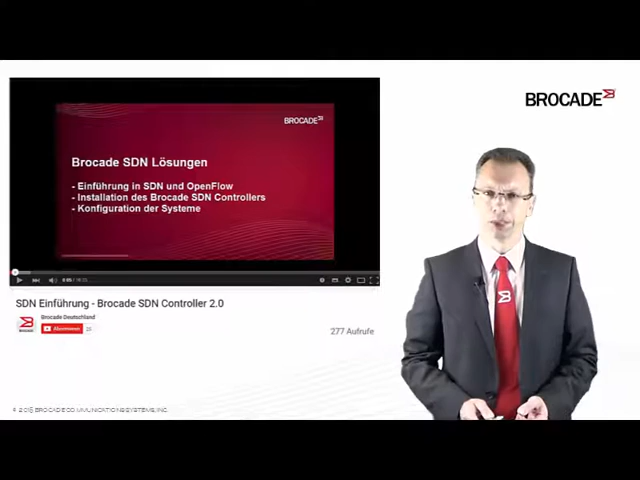 BROCADE
BROCADE
Brocade SDN Lösungen
- Einführung in SDN und OpenFlow
- Installation des Brocade SDN Controllers
- Konfiguration der Systeme
SDN Einführung - Brocade SDN Controller 2.0
Brocade Deutschland
Abonnieren
277 Aufrufe
© 2015 BROCADE COMMUNICATIONS SYSTEMS, INC.